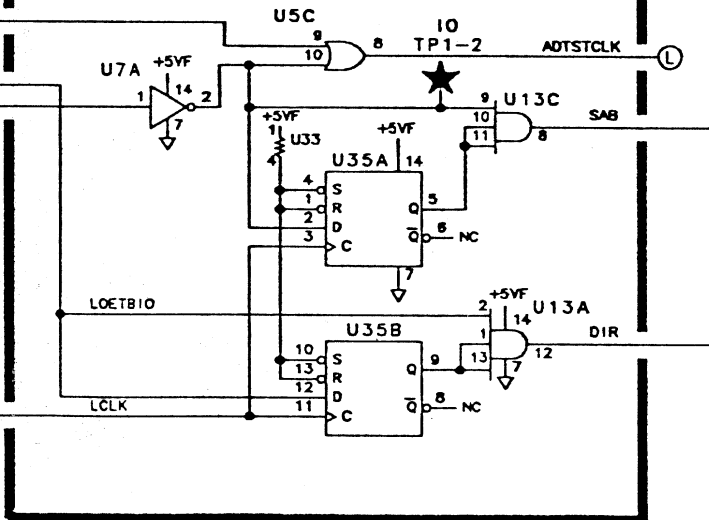 U5C
9
10
8
IO
TP1-2
ADTSTCLK
L
U7A
+5VF
14
1
2
7
9
U13C
10
11
8
SAB
+5VF
1
U33
4
+5VF
U35A
14
4
S
1
R
2
D
3
C
Q
5
Q
6
NC
7
LOETBIO
2
+5VF
U13A
14
1
13
12
DIR
7
U35B
10
S
13
R
12
D
11
C
Q
9
Q
8
NC
LCLK